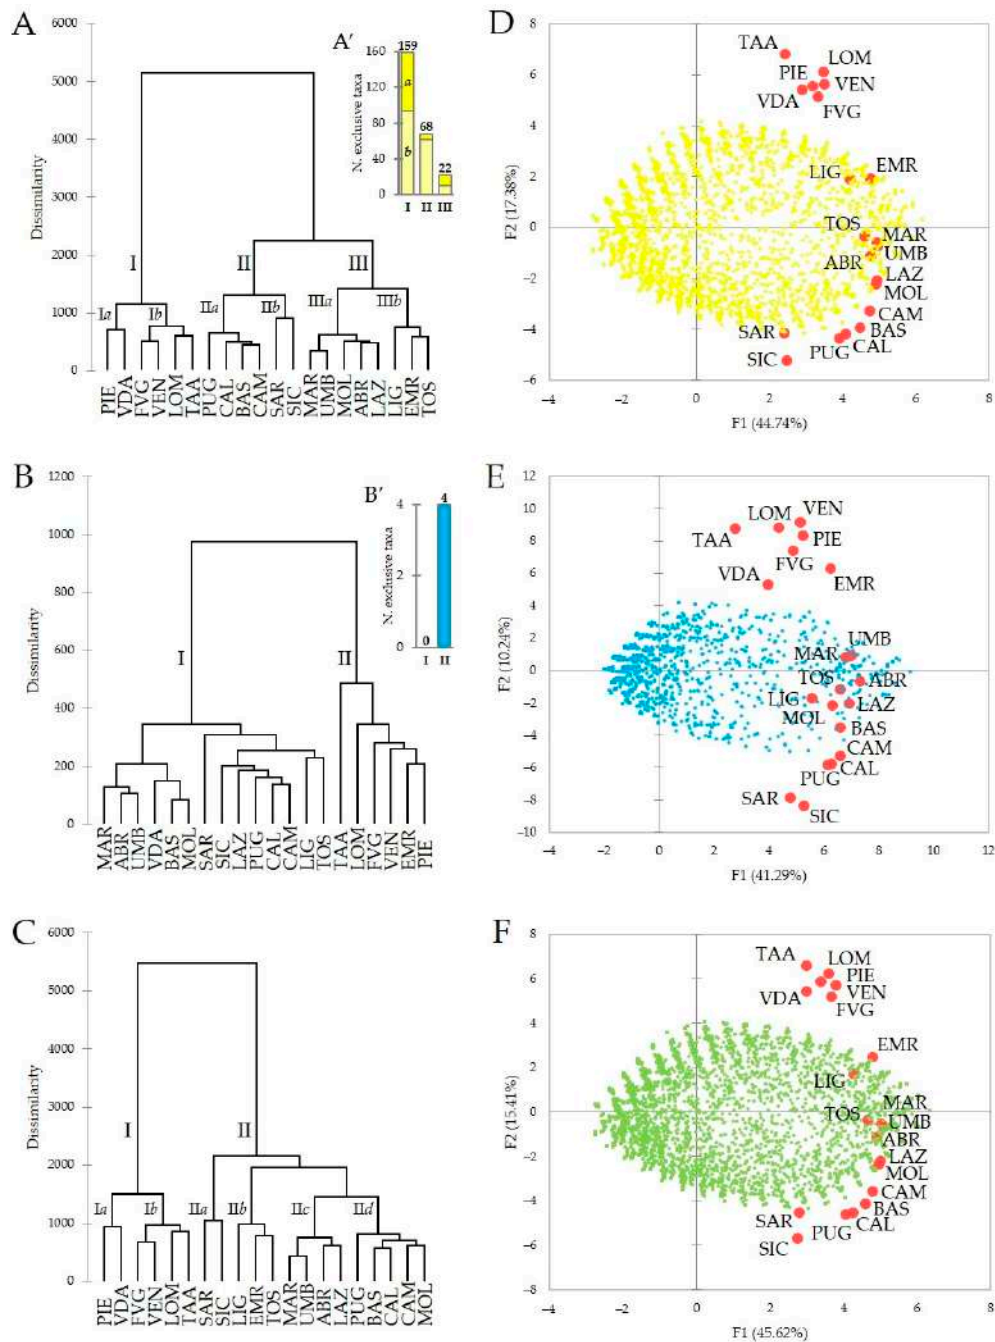 A
6000
5000
4000
3000
2000
1000
0
Dissimilarity
I
II
III
Ia
Ib
IIa
IIb
IIIa
IIIb
PIE
VDA
FVG
VEN
LOM
TAA
PUG
CAL
BAS
CAM
SAR
SIC
MAR
UMB
MOL
ABR
LAZ
LIG
EMR
TOS
A′
N. exclusive taxa
160
120
80
40
0
159
68
22
a
b
I II III
D
8
6
4
2
0
−2
−4
−6
F2 (17.38%)
TAA
LOM
PIE
VEN
VDA
FVG
LIG
EMR
TOS
MAR
UMB
ABR
LAZ
MOL
CAM
SAR
BAS
CAL
PUG
SIC
−4 −2 0 2 4 6 8
F1 (44.74%)
B
1200
1000
800
600
400
200
0
Dissimilarity
I
II
MAR
ABR
UMB
VDA
BAS
MOL
SAR
SIC
LAZ
PUG
CAL
CAM
LIG
TOS
TAA
LOM
FVG
VEN
EMR
PIE
B′
N. exclusive taxa
4
2
0
0
4
I II
E
12
10
8
6
4
2
0
−2
−4
−6
−8
−10
F2 (10.24%)
VEN
LOM
TAA
PIE
FVG
VDA
EMR
UMB
MAR
TOS
ABR
LIG
LAZ
MOL
BAS
CAM
CAL
PUG
SAR
SIC
−4 −2 0 2 4 6 8 10 12
F1 (41.29%)
C
6000
5000
4000
3000
2000
1000
0
Dissimilarity
I
II
Ia
Ib
IIa
IIb
IIc
IId
PIE
VDA
FVG
VEN
LOM
TAA
SAR
SIC
LIG
EMR
TOS
MAR
UMB
ABR
LAZ
PUG
BAS
CAL
CAM
MOL
F
8
6
4
2
0
−2
−4
−6
−8
F2 (15.41%)
TAA
LOM
PIE
VDA
VEN
FVG
EMR
LIG
MAR
TOS
UMB
ABR
LAZ
MOL
CAM
SAR
BAS
CAL
PUG
SIC
−4 −2 0 2 4 6 8
F1 (45.62%)